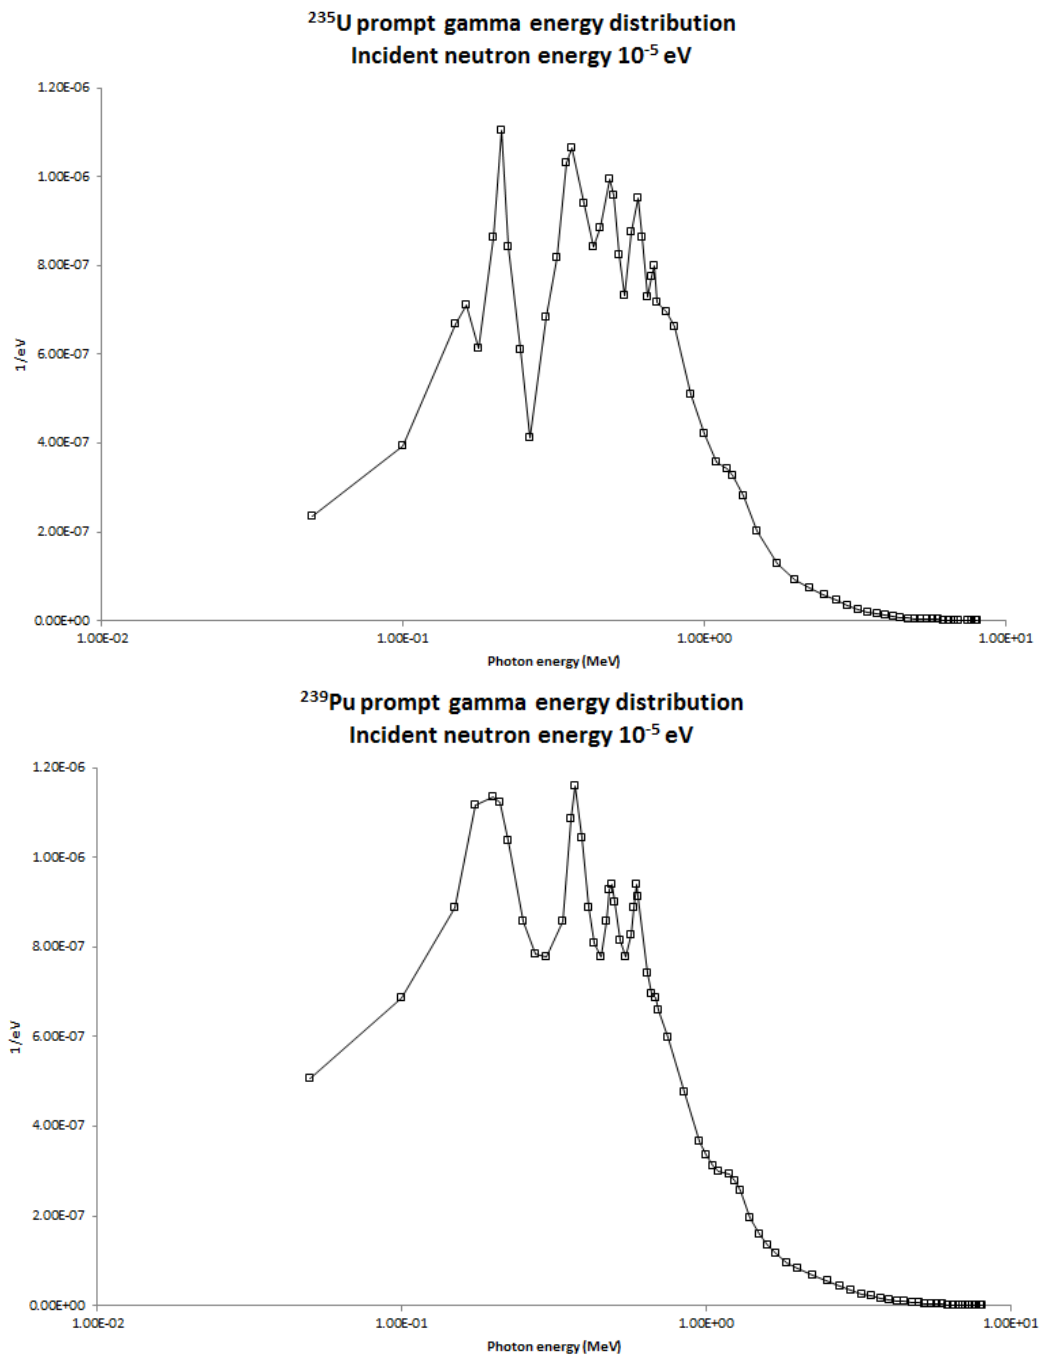 ²³⁵U prompt gamma energy distribution
Incident neutron energy 10⁻⁵ eV
1.20E-06
1.00E-06
8.00E-07
6.00E-07
4.00E-07
2.00E-07
0.00E+00
1/eV
1.00E-02 1.00E-01 1.00E+00 1.00E+01
Photon energy (MeV)
²³⁹Pu prompt gamma energy distribution
Incident neutron energy 10⁻⁵ eV
1.20E-06
1.00E-06
8.00E-07
6.00E-07
4.00E-07
2.00E-07
0.00E+00
1/eV
1.00E-02 1.00E-01 1.00E+00 1.00E+01
Photon energy (MeV)